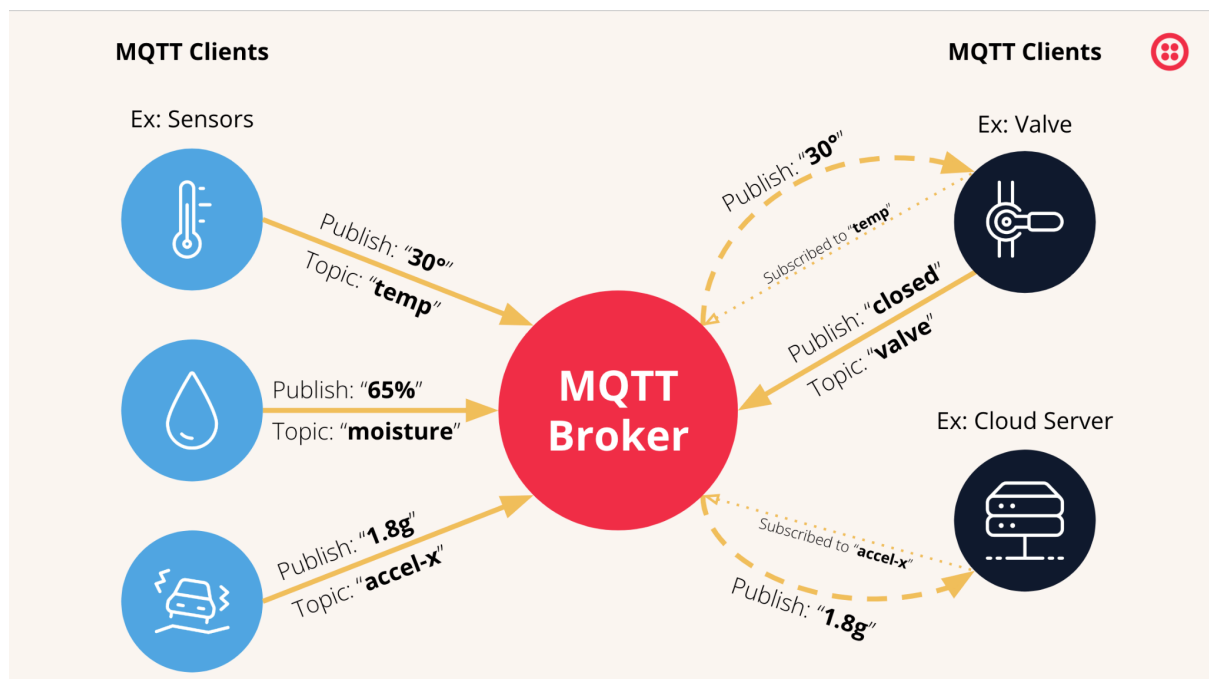 MQTT Clients
MQTT Clients
Ex: Sensors
Ex: Valve
Publish: “30°”
Topic: “temp”
Publish: “30°”
Subscribed to “temp”
Publish: “closed”
Topic: “valve”
Publish: “65%”
Topic: “moisture”
MQTT
Broker
Ex: Cloud Server
Publish: “1.8g”
Topic: “accel-x”
Subscribed to “accel-x”
Publish: “1.8g”